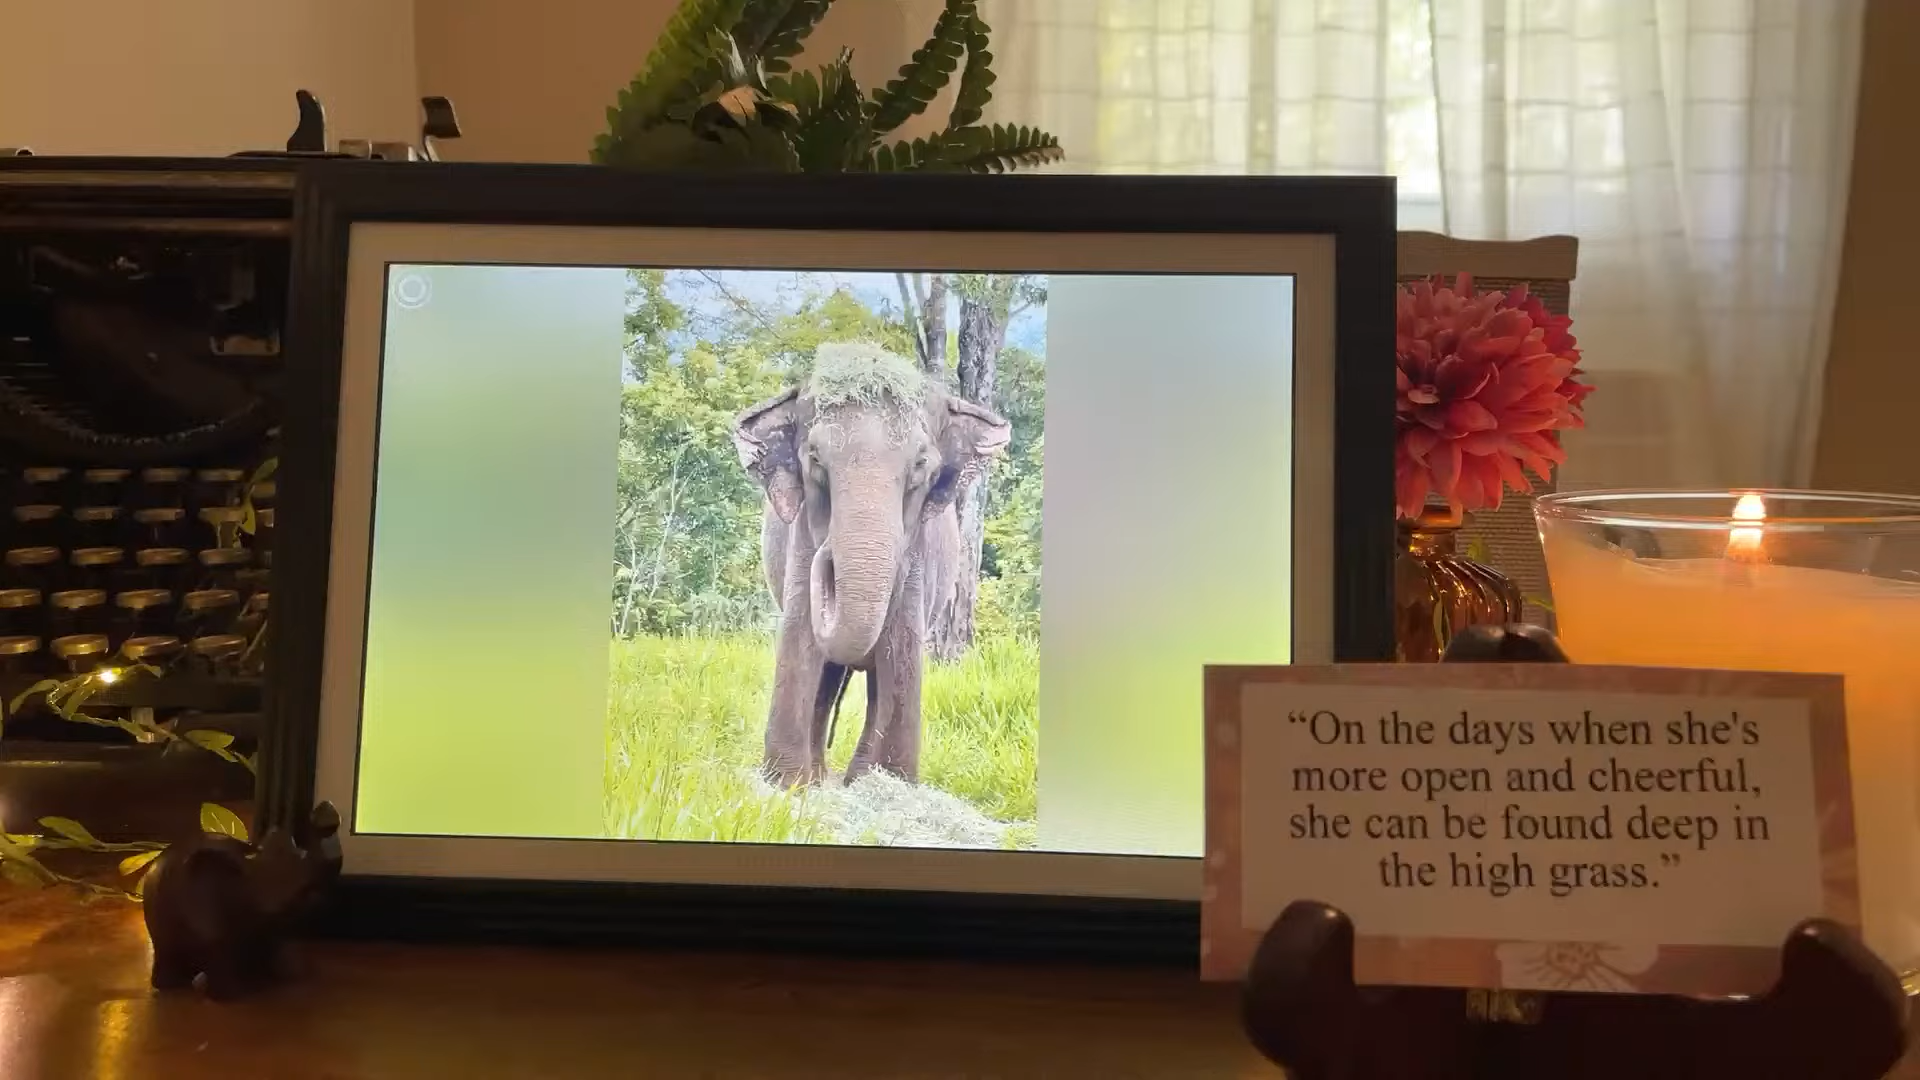 “On the days when she's
more open and cheerful,
she can be found deep in
the high grass.”